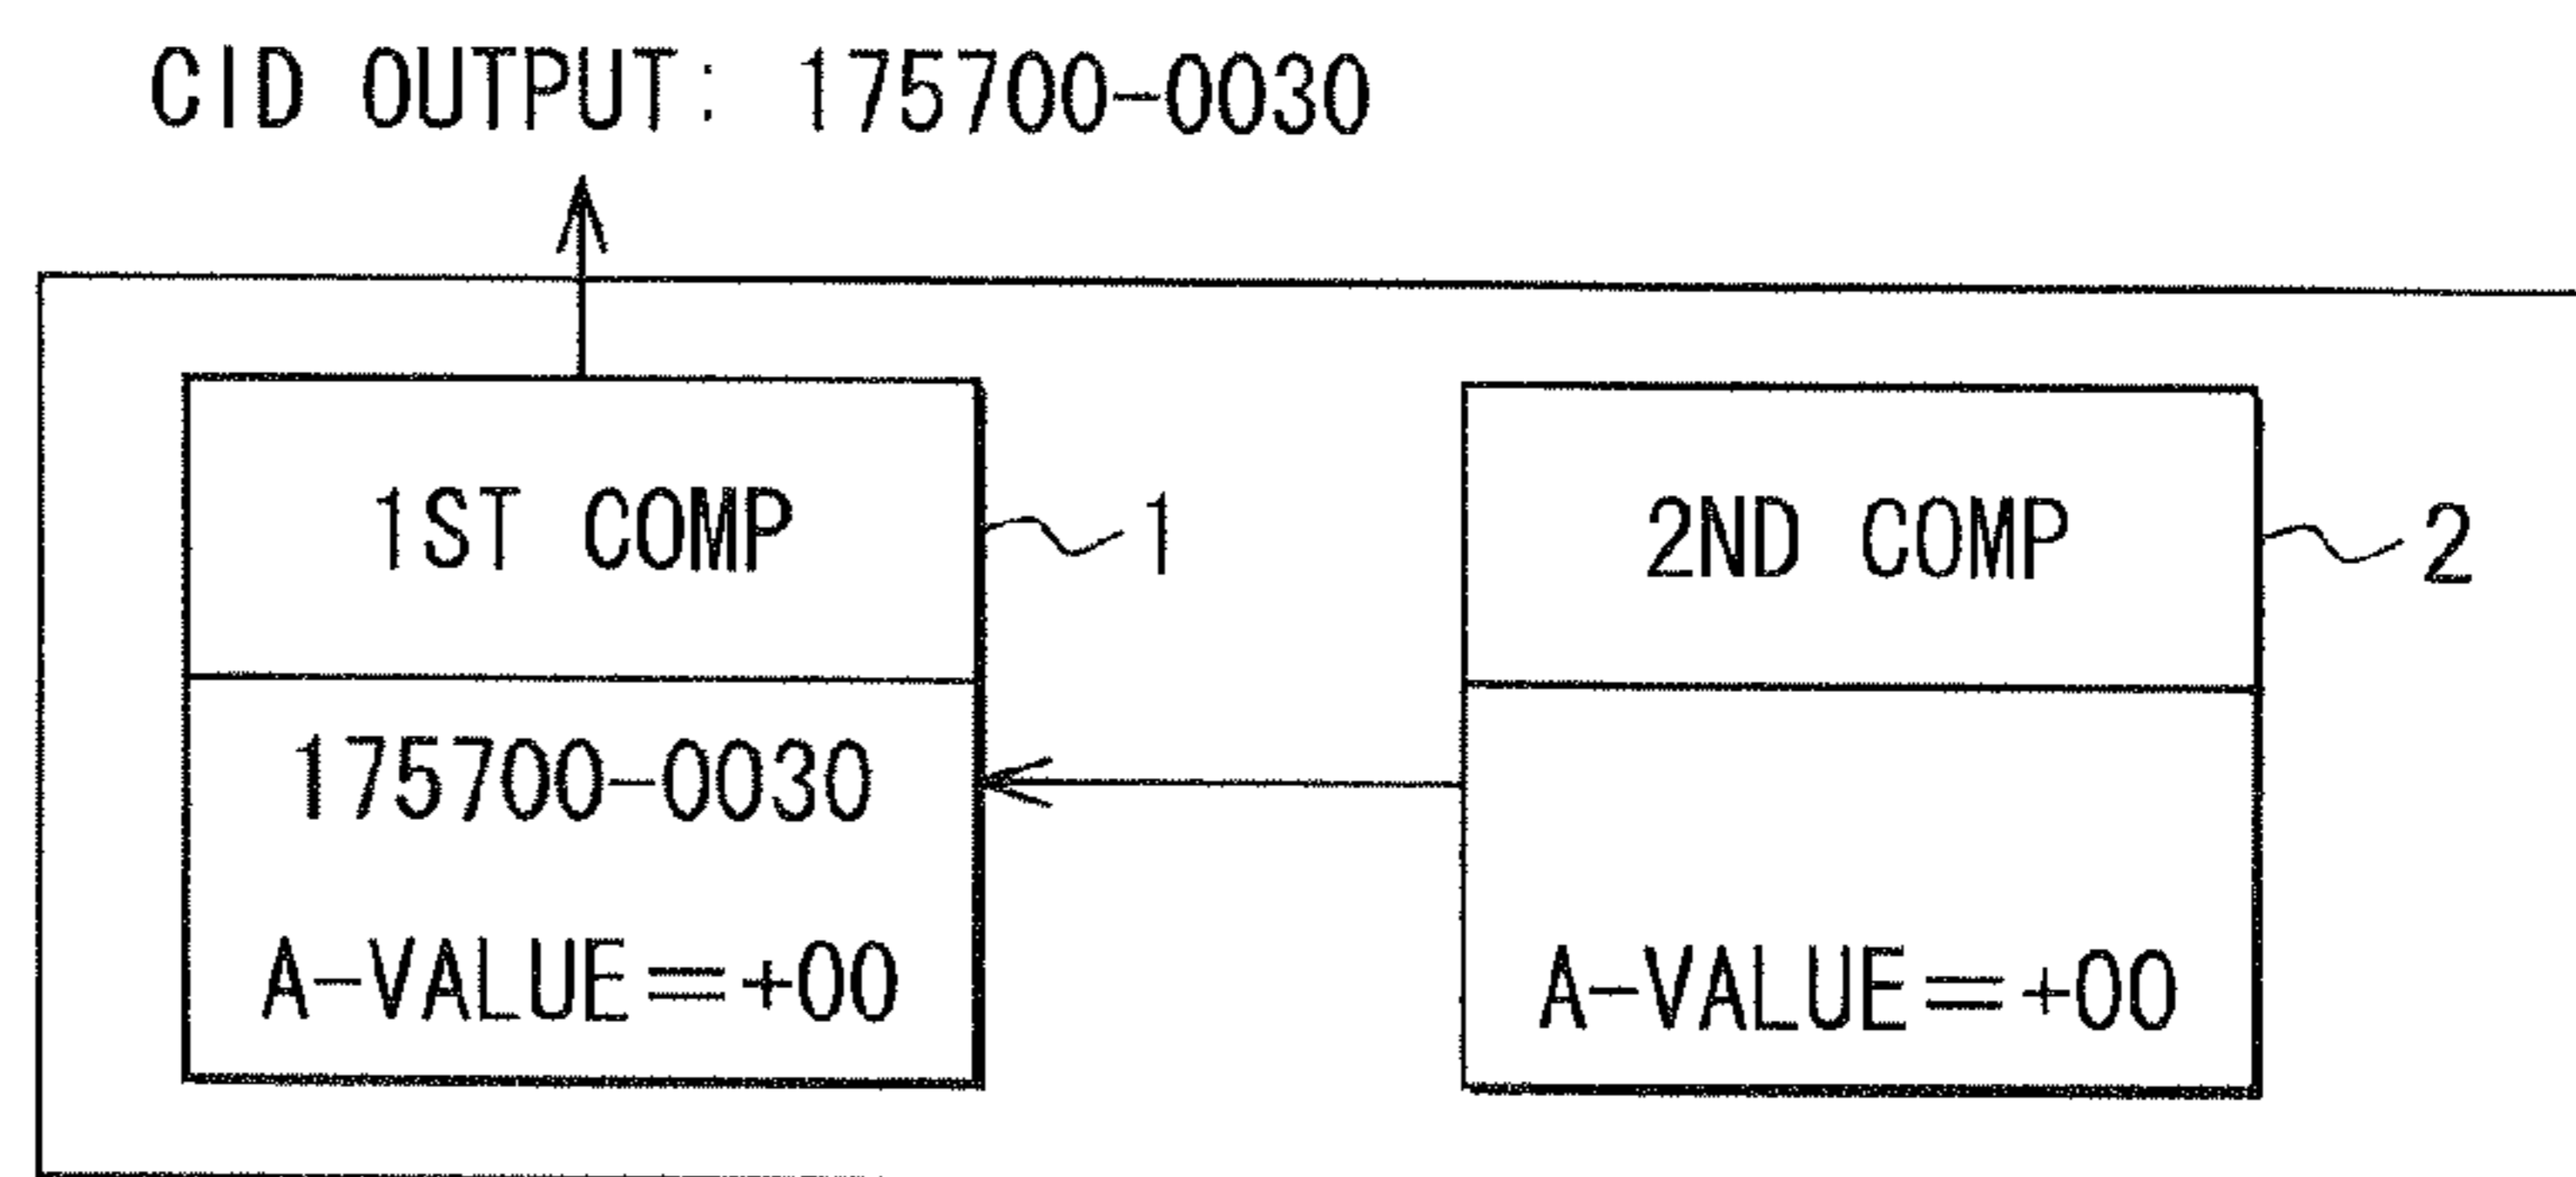 CID OUTPUT: 175700-0030
1ST COMP
1
2ND COMP
2
175700-0030
A-VALUE=+00
A-VALUE=+00